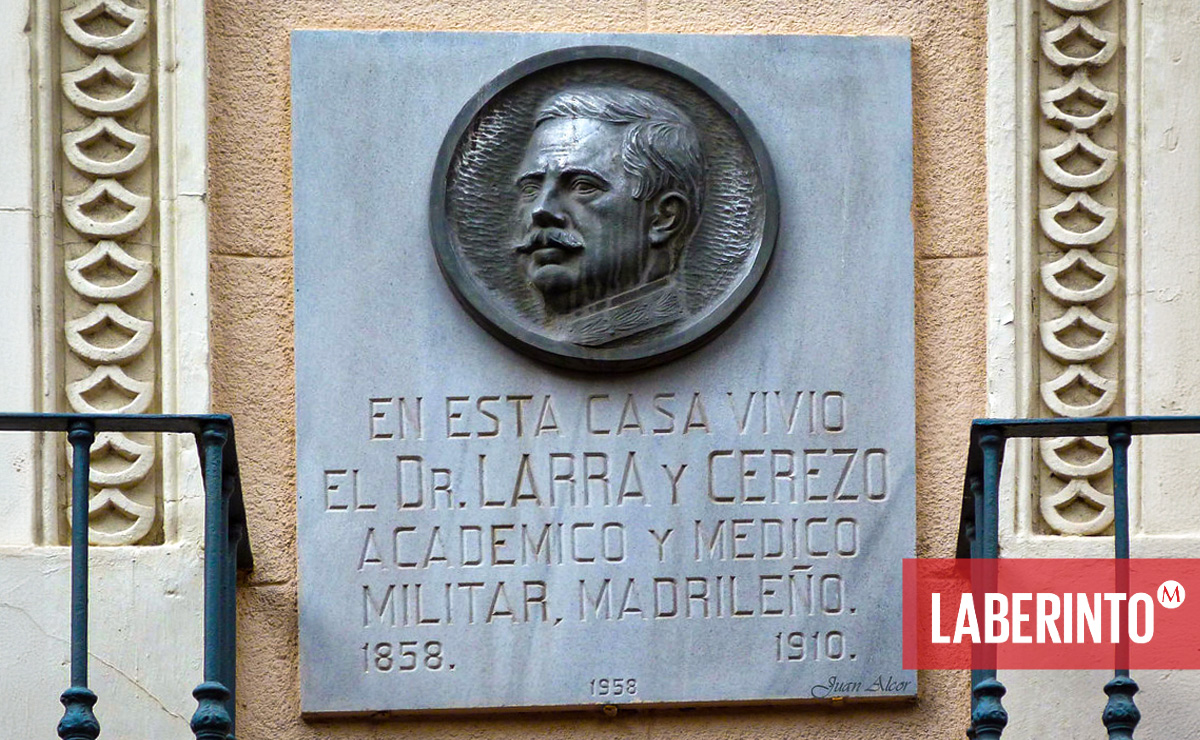 EN ESTA CASA VIVIO
EL DR. LARRA Y CEREZO
ACADEMICO Y MEDICO
MILITAR, MADRILEÑO.
1858. 1910.
1958
Juan Alcor
LABERINTO M